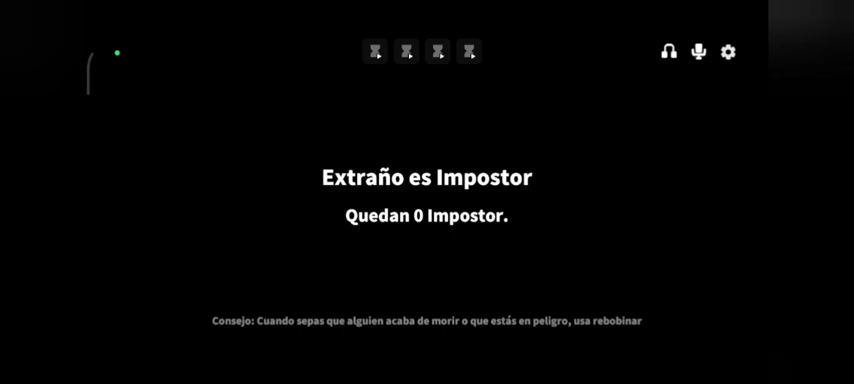 Extraño es Impostor
Quedan 0 Impostor.
Consejo: Cuando sepas que alguien acaba de morir o que estás en peligro, usa rebobinar